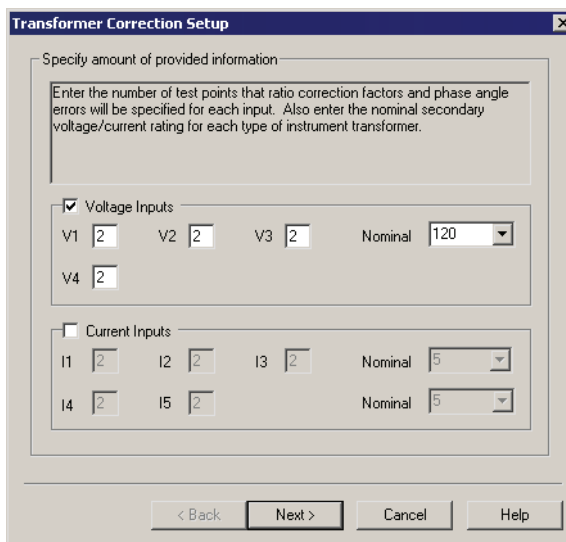 Transformer Correction Setup
Specify amount of provided information
Enter the number of test points that ratio correction factors and phase angle
errors will be specified for each input. Also enter the nominal secondary
voltage/current rating for each type of instrument transformer.
Voltage Inputs
V1 2 V2 2 V3 2 Nominal 120
V4 2
Current Inputs
I1 2 I2 2 I3 2 Nominal 5
I4 2 I5 2 Nominal 5
< Back Next > Cancel Help